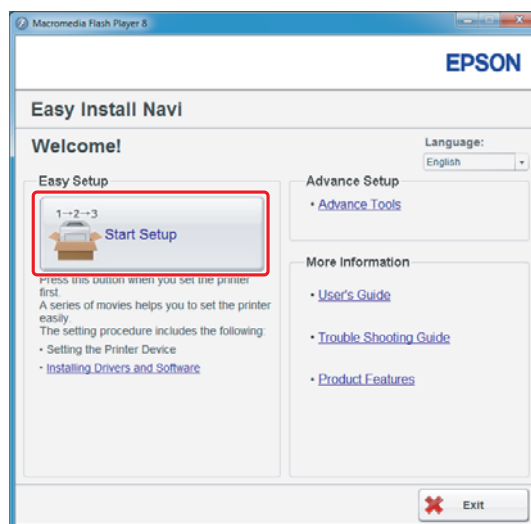 Macromedia Flash Player 8
EPSON
Easy Install Navi
Welcome!
Language:
English
Easy Setup
1→2→3
Start Setup
Press this button when you set the printer
first.
A series of movies helps you to set the printer
easily.
The setting procedure includes the following:
• Setting the Printer Device
• Installing Drivers and Software
Advance Setup
• Advance Tools
More Information
• User's Guide
• Trouble Shooting Guide
• Product Features
Exit